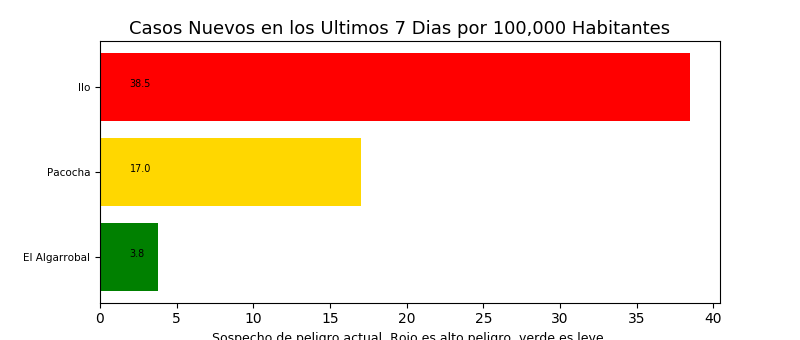 Casos Nuevos en los Ultimos 7 Dias por 100,000 Habitantes
Ilo
38.5
Pacocha
17.0
El Algarrobal
3.8
0 5 10 15 20 25 30 35 40
Sospecho de peligro actual. Rojo es alto peligro, verde es leve